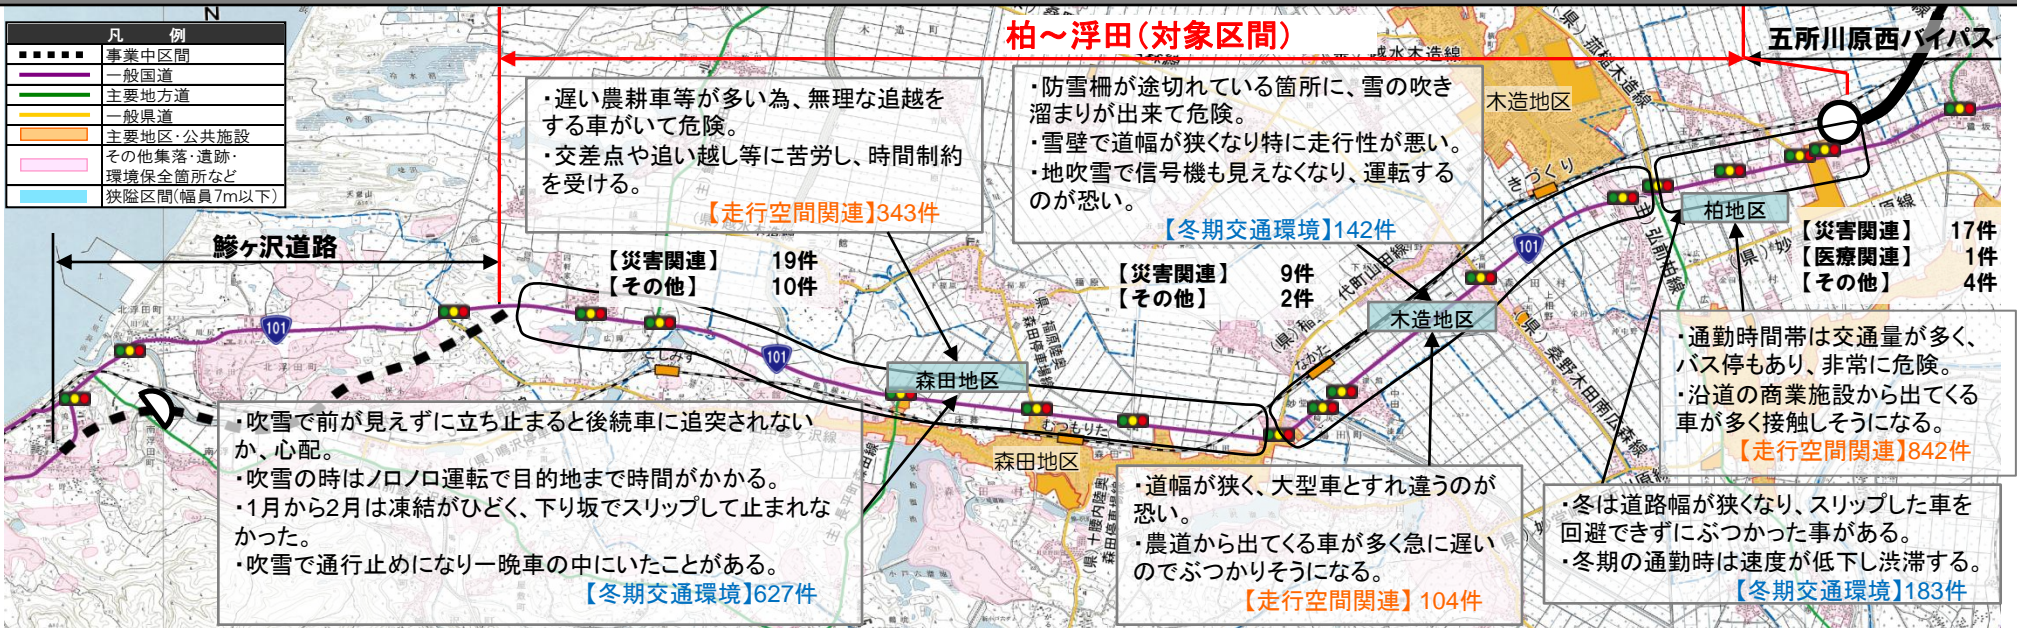 N
凡 例
事業中区間
一般国道
主要地方道
一般県道
主要地区・公共施設
その他集落・遺跡・
環境保全箇所など
狭隘区間(幅員7m以下)
柏～浮田(対象区間)
五所川原西バイパス
鰺ヶ沢道路
・遅い農耕車等が多い為、無理な追越を
する車がいて危険。
・交差点や追い越し等に苦労し、時間制約
を受ける。
【走行空間関連】343件
・防雪柵が途切れている箇所に、雪の吹き
溜まりが出来て危険。
・雪壁で道幅が狭くなり特に走行性が悪い。
・地吹雪で信号機も見えなくなり、運転する
のが恐い。
【冬期交通環境】142件
木造地区
【災害関連】 19件
【その他】 10件
【災害関連】 9件
【その他】 2件
柏地区
【災害関連】 17件
【医療関連】 1件
【その他】 4件
木造地区
森田地区
森田地区
101
101
101
きづくり
なかた
こしみず
むつもりた
北浮田町
南浮田町
木造町
・通勤時間帯は交通量が多く、
バス停もあり、非常に危険。
・沿道の商業施設から出てくる
車が多く接触しそうになる。
【走行空間関連】842件
・吹雪で前が見えずに立ち止まると後続車に追突されない
か、心配。
・吹雪の時はノロノロ運転で目的地まで時間がかかる。
・1月から2月は凍結がひどく、下り坂でスリップして止まれな
かった。
・吹雪で通行止めになり一晩車の中にいたことがある。
【冬期交通環境】627件
・道幅が狭く、大型車とすれ違うのが
恐い。
・農道から出てくる車が多く急に遅い
のでぶつかりそうになる。
【走行空間関連】104件
・冬は道路幅が狭くなり、スリップした車を
回避できずにぶつかった事がある。
・冬期の通勤時は速度が低下し渋滞する。
【冬期交通環境】183件